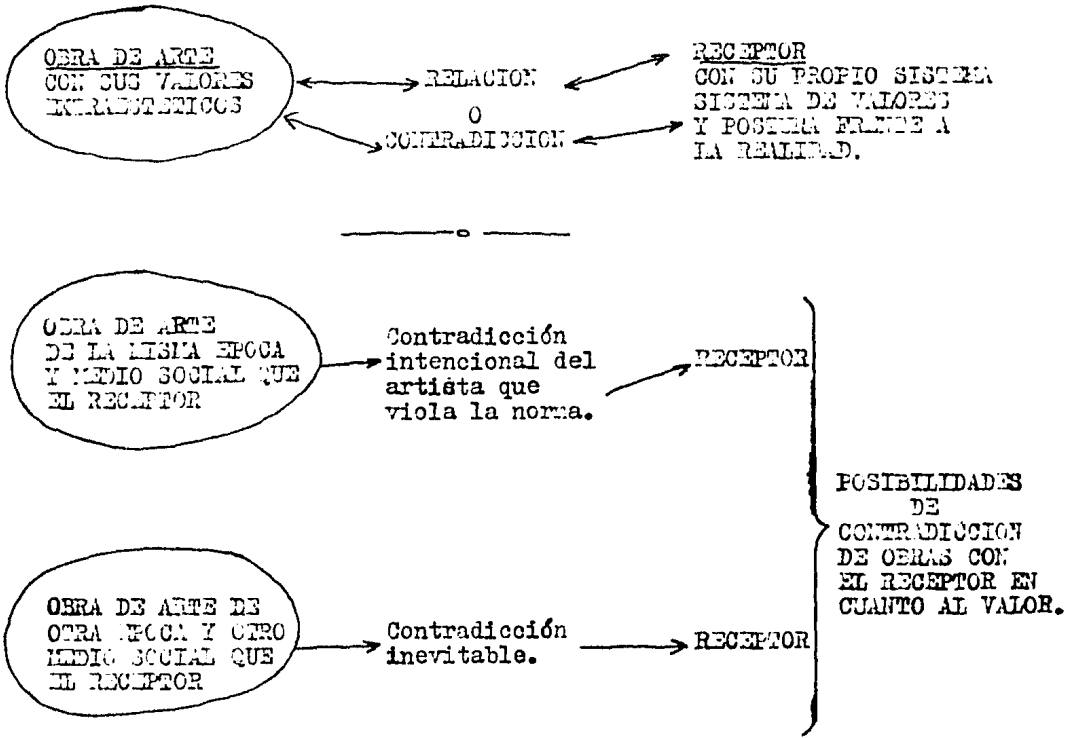 OBRA DE ARTE
CON SUS VALORES
EXTRAESTETICOS
RELACION
O
CONTRADICCION
RECEPTOR
CON SU PROPIO SISTEMA
SISTEMA DE VALORES
Y POSTURA FRENTE A
LA REALIDAD.
OBRA DE ARTE
DE LA MISMA EPOCA
Y MEDIO SOCIAL QUE
EL RECEPTOR
Contradicción
intencional del
artista que
viola la norma.
RECEPTOR
OBRA DE ARTE DE
OTRA EPOCA Y OTRO
MEDIO SOCIAL QUE
EL RECEPTOR
Contradicción
inevitable.
RECEPTOR
POSIBILIDADES
DE
CONTRADICCION
DE OBRAS CON
EL RECEPTOR EN
CUANTO AL VALOR.